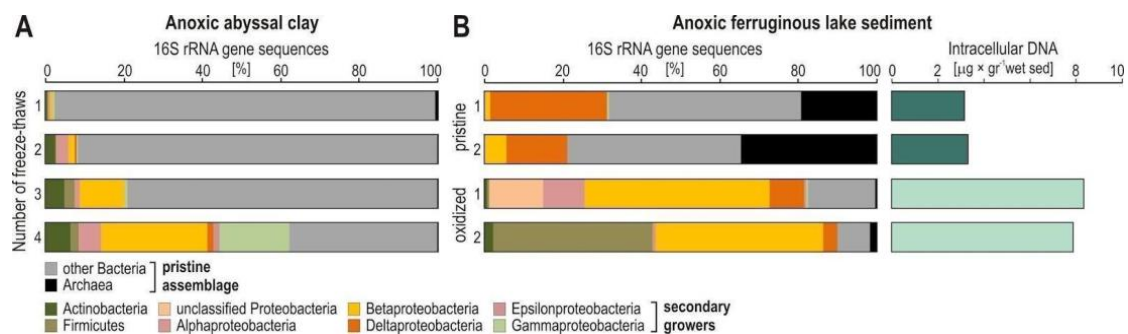 A Anoxic abyssal clay
16S rRNA gene sequences
[%]
0 20 40 60 80 100
Number of freeze-thaws
1
2
3
4
B Anoxic ferruginous lake sediment
16S rRNA gene sequences
[%]
0 20 40 60 80 100
Intracellular DNA
[µg × gr⁻¹wet sed]
0 2 4 6 8 10
pristine
1
2
oxidized
1
2
other Bacteria
Archaea
pristine
assemblage
Actinobacteria
unclassified Proteobacteria
Betaproteobacteria
Epsilonproteobacteria
Firmicutes
Alphaproteobacteria
Deltaproteobacteria
Gammaproteobacteria
secondary
growers